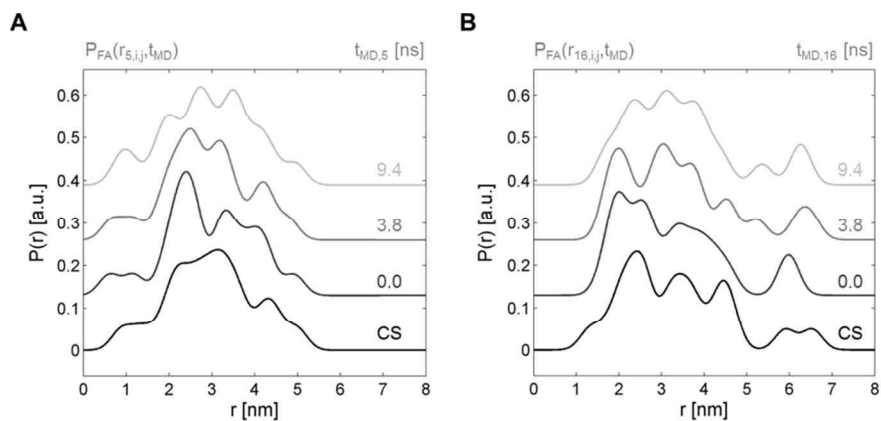 A
P_FA(r_5,i,j,t_MD) t_MD,5 [ns]
0.6
0.5
0.4
0.3
0.2
0.1
0
P(r) [a.u.]
9.4
3.8
0.0
CS
0 1 2 3 4 5 6 7 8
r [nm]
B
P_FA(r_16,i,j,t_MD) t_MD,16 [ns]
0.6
0.5
0.4
0.3
0.2
0.1
0
P(r) [a.u.]
9.4
3.8
0.0
CS
0 1 2 3 4 5 6 7 8
r [nm]